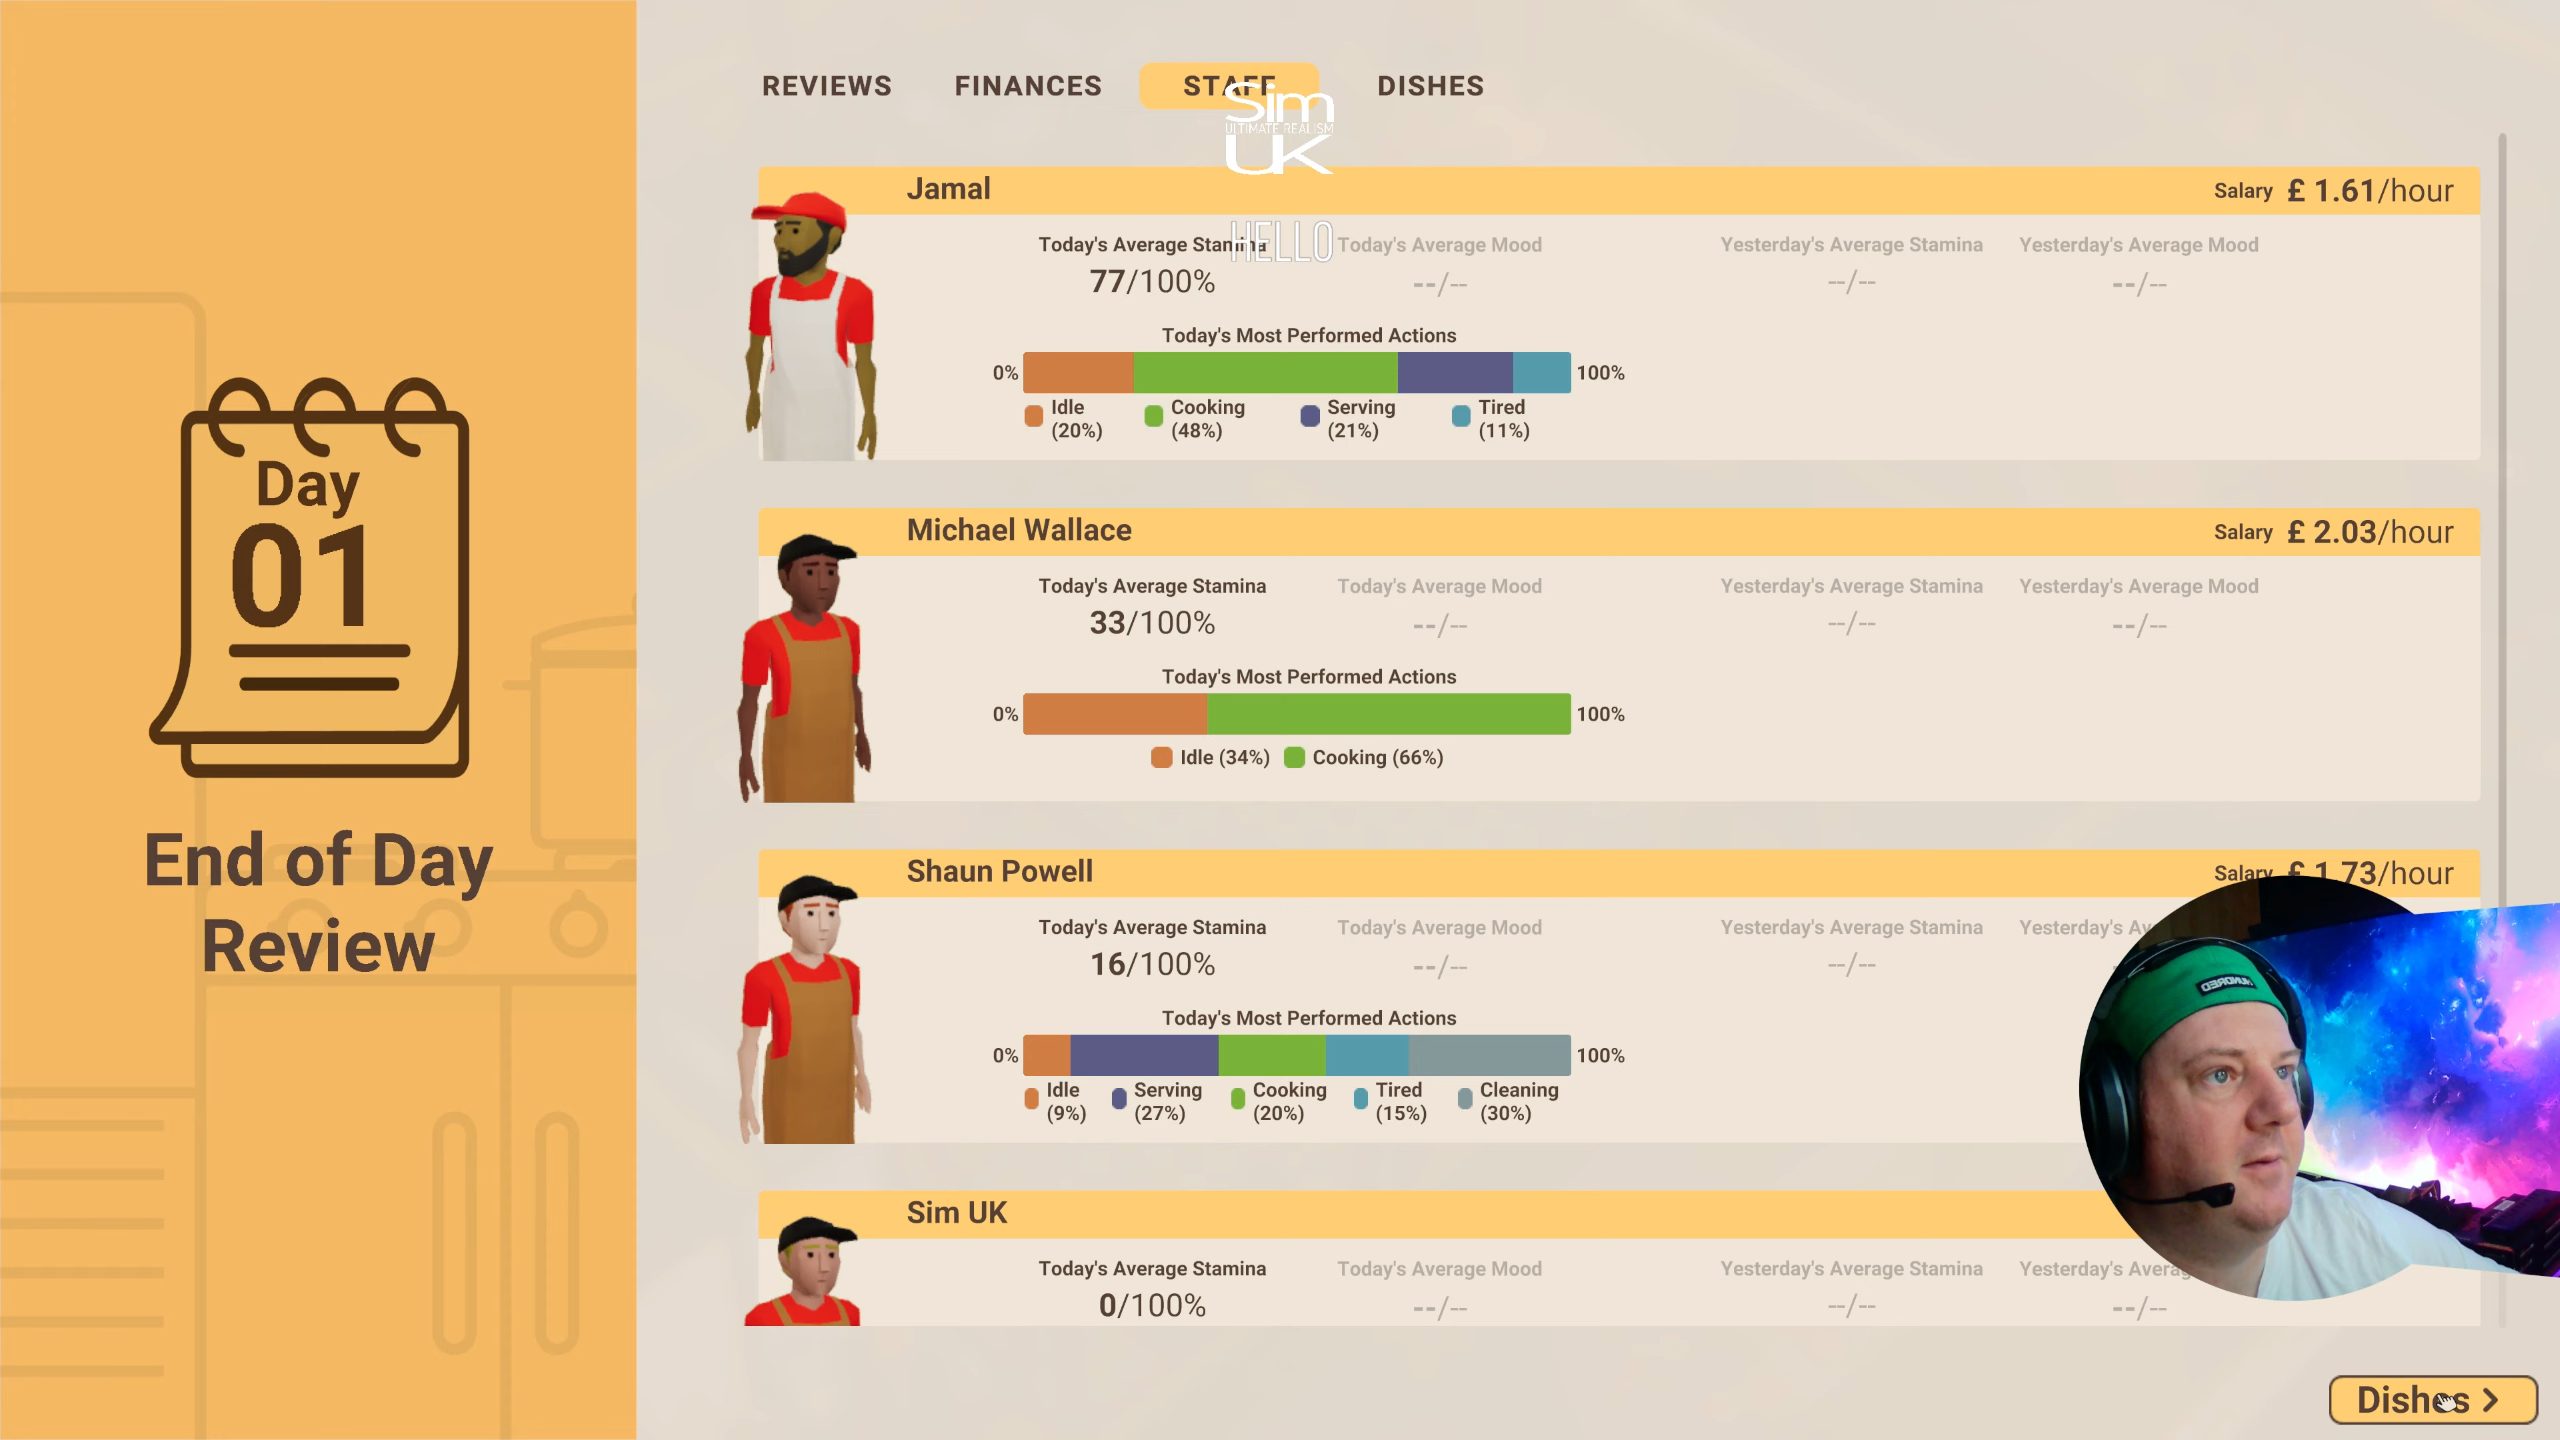 REVIEWS FINANCES STAFF DISHES
Sim
ULTIMATE REALISM
UK
HELLO
Day
01
End of Day
Review
Jamal Salary £ 1.61/hour
Today's Average Stamina Today's Average Mood Yesterday's Average Stamina Yesterday's Average Mood
77/100% --/-- --/-- --/--
Today's Most Performed Actions
0% 100%
Idle (20%) Cooking (48%) Serving (21%) Tired (11%)
Michael Wallace Salary £ 2.03/hour
Today's Average Stamina Today's Average Mood Yesterday's Average Stamina Yesterday's Average Mood
33/100% --/-- --/-- --/--
Today's Most Performed Actions
0% 100%
Idle (34%) Cooking (66%)
Shaun Powell Salary £ 1.73/hour
Today's Average Stamina Today's Average Mood Yesterday's Average Stamina Yesterday's
16/100% --/-- --/--
Today's Most Performed Actions
0% 100%
Idle (9%) Serving (27%) Cooking (20%) Tired (15%) Cleaning (30%)
Sim UK
Today's Average Stamina Today's Average Mood Yesterday's Average Stamina Yesterday's
0/100% --/-- --/-- --/--
Dishes >